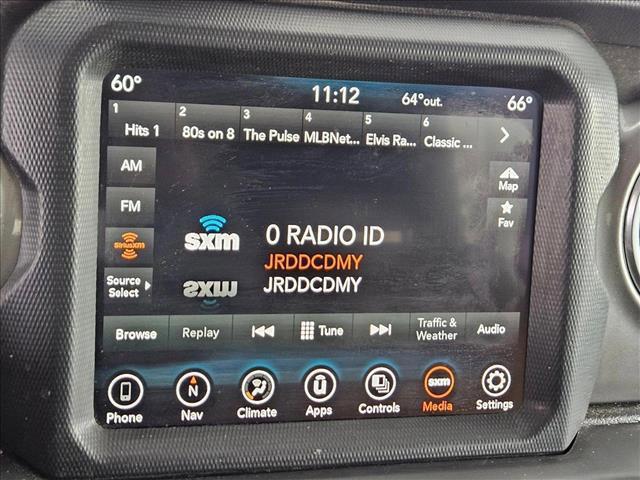 60° 11:12 64°out. 66°
1 2 3 4 5 6
Hits 1 80s on 8 The Pulse MLBNet... Elvis Ra... Classic ...
AM
FM
SiriusXM
Source
Select
Map
Fav
sxm
0 RADIO ID
JRDDCDMY
JRDDCDMY
Browse Replay Tune Traffic &
Weather Audio
N sxm
Phone Nav Climate Apps Controls Media Settings